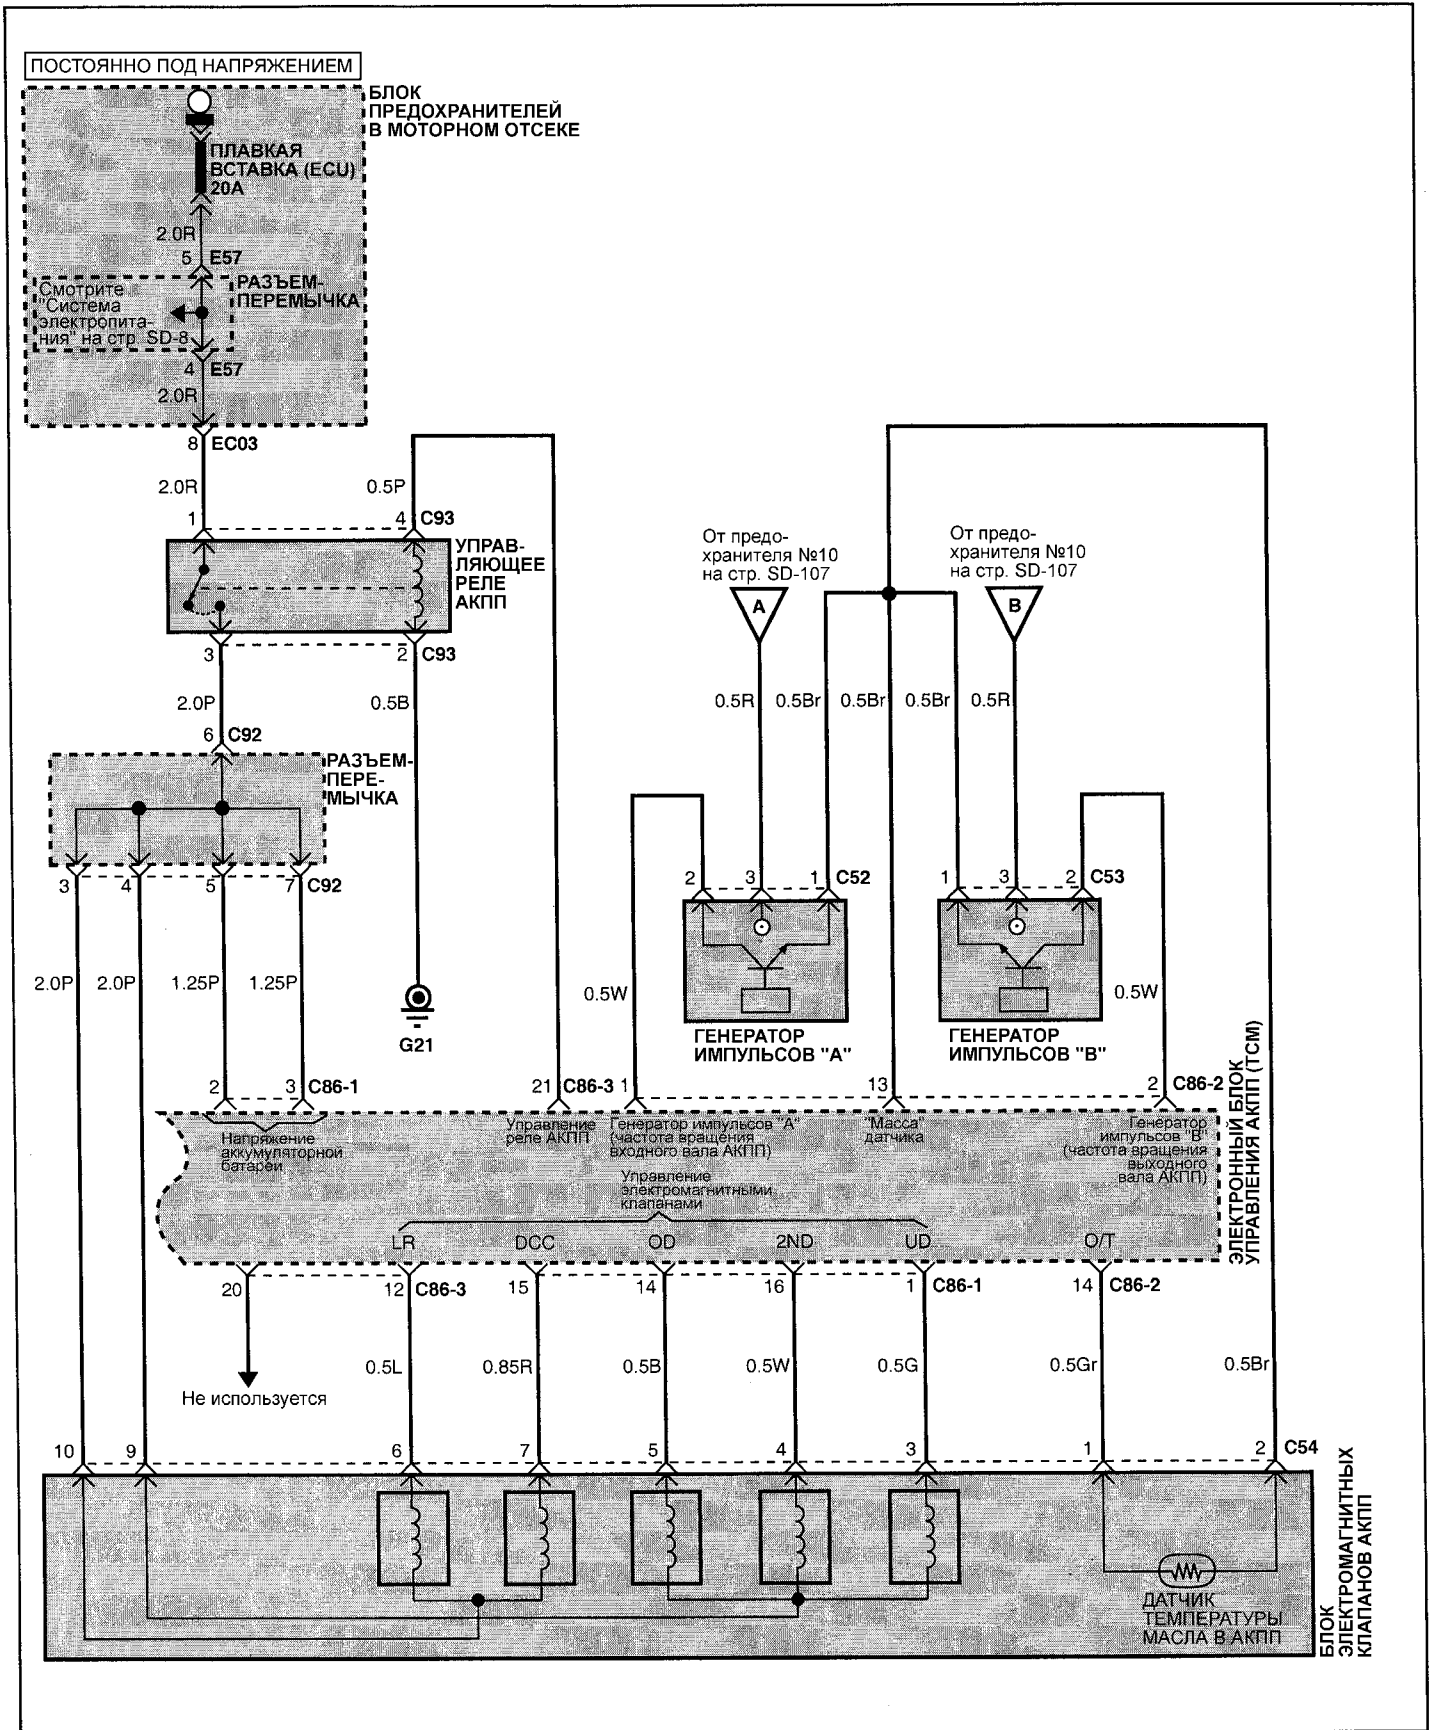 ПОСТОЯННО ПОД НАПРЯЖЕНИЕМ
БЛОК
ПРЕДОХРАНИТЕЛЕЙ
В МОТОРНОМ ОТСЕКЕ
ПЛАВКАЯ
ВСТАВКА (ECU)
20A
2.0R
5 E57
РАЗЪЕМ-
ПЕРЕМЫЧКА
Смотрите
"Система
электропита-
ния" на стр. SD-8
4 E57
2.0R
8 EC03
2.0R 0.5P
1 4 C93
УПРАВ-
ЛЯЮЩЕЕ
РЕЛЕ
АКПП
3 2 C93
2.0P 0.5B
6 C92
РАЗЪЕМ-
ПЕРЕ-
МЫЧКА
3 4 5 7 C92
2.0P 2.0P 1.25P 1.25P
G21
От предо-
хранителя №10
на стр. SD-107
A
От предо-
хранителя №10
на стр. SD-107
B
0.5R 0.5Br 0.5Br 0.5Br 0.5R
2 3 1 C52
1 3 2 C53
0.5W
0.5W
ГЕНЕРАТОР
ИМПУЛЬСОВ "А"
ГЕНЕРАТОР
ИМПУЛЬСОВ "В"
2 3 C86-1
21 C86-3 1 13 2 C86-2
Напряжение
аккумуляторной
батареи
Управление
реле АКПП
Генератор импульсов "А"
(частота вращения
входного вала АКПП)
"Масса"
датчика
Генератор
импульсов "В"
(частота вращения
выходного
вала АКПП)
Управление
электромагнитными
клапанами
LR DCC OD 2ND UD O/T
ЭЛЕКТРОННЫЙ БЛОК
УПРАВЛЕНИЯ АКПП (TCM)
20 12 C86-3 15 14 16 1 C86-1 14 C86-2
Не используется
0.5L 0.85R 0.5B 0.5W 0.5G 0.5Gr 0.5Br
10 9 6 7 5 4 3 1 2 C54
ДАТЧИК
ТЕМПЕРАТУРЫ
МАСЛА В АКПП
БЛОК
ЭЛЕКТРОМАГНИТНЫХ
КЛАПАНОВ АКПП